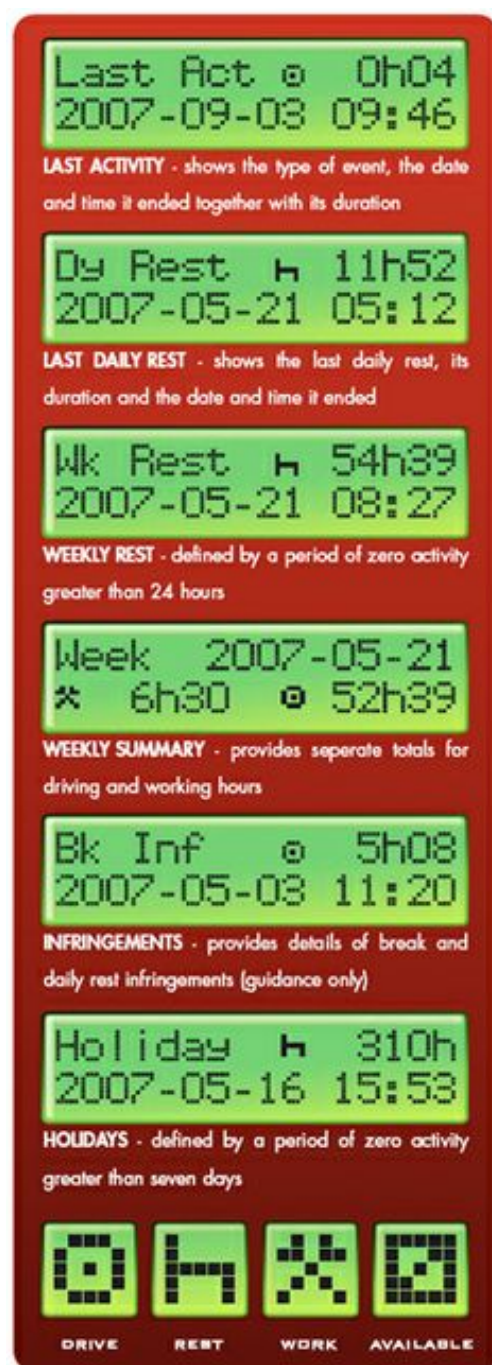 Last Act 0h04
2007-09-03 09:46
LAST ACTIVITY - shows the type of event, the date
and time it ended together with its duration
Dy Rest 11h52
2007-05-21 05:12
LAST DAILY REST - shows the last daily rest, its
duration and the date and time it ended
Wk Rest 54h39
2007-05-21 08:27
WEEKLY REST - defined by a period of zero activity
greater than 24 hours
Week 2007-05-21
6h30 52h39
WEEKLY SUMMARY - provides seperate totals for
driving and working hours
Bk Inf 5h08
2007-05-03 11:20
INFRINGEMENTS - provides details of break and
daily rest infringements (guidance only)
Holiday 310h
2007-05-16 15:53
HOLIDAYS - defined by a period of zero activity
greater than seven days
DRIVE REST WORK AVAILABLE